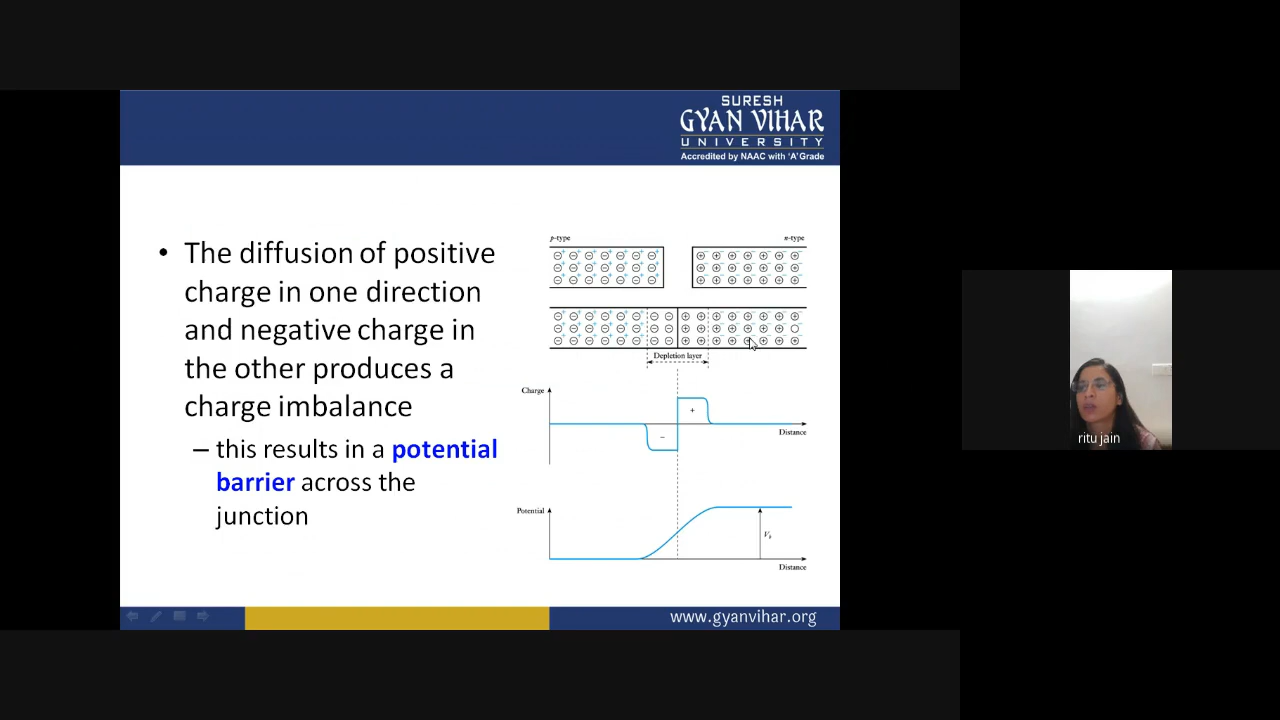 SURESH
GYAN VIHAR
UNIVERSITY
Accredited by NAAC with 'A' Grade
• The diffusion of positive
charge in one direction
and negative charge in
the other produces a
charge imbalance
– this results in a potential
barrier across the
junction
p-type
n-type
Depletion layer
Charge
+
–
Distance
Potential
Distance
ritu jain
www.gyanvihar.org